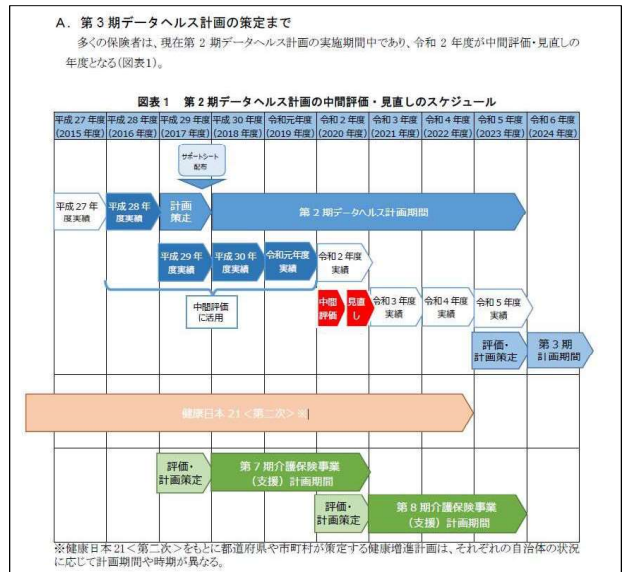 A. 第3期データヘルス計画の策定まで
多くの保険者は、現在第2期データヘルス計画の実施期間中であり、令和2年度が中間評価・見直しの
年度となる(図表1)。
図表1　第2期データヘルス計画の中間評価・見直しのスケジュール
平成27年度 平成28年度 平成29年度 平成30年度 令和元年度 令和2年度 令和3年度 令和4年度 令和5年度 令和6年度
(2015年度) (2016年度) (2017年度) (2018年度) (2019年度) (2020年度) (2021年度) (2022年度) (2023年度) (2024年度)
サポートシート
配布
平成27年
度実績
平成28年
度実績
計画
策定
第2期データヘルス計画期間
平成29年
度実績
平成30年
度実績
令和元年度
実績
令和2年度
実績
中間評価
に活用
中間
評価
見直
し
令和3年度
実績
令和4年度
実績
令和5年度
実績
評価・
計画策定
第3期
計画期間
健康日本21<第二次>※
評価・
計画策定
第7期介護保険事業
(支援)計画期間
評価・
計画策定
第8期介護保険事業
(支援)計画期間
※健康日本21<第二次>をもとに都道府県や市町村が策定する健康増進計画は、それぞれの自治体の状況
に応じて計画期間や時期が異なる。